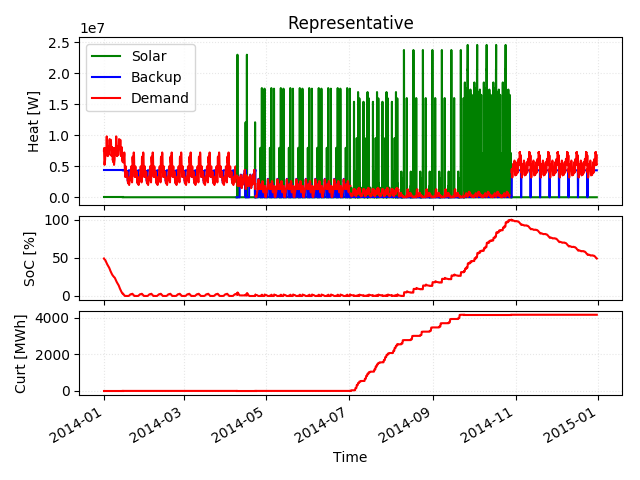 Representative
1e7
2.5
2.0
1.5
1.0
0.5
0.0
Heat [W]
Solar
Backup
Demand
100
50
0
SoC [%]
4000
2000
0
Curt [MWh]
2014-01
2014-03
2014-05
2014-07
2014-09
2014-11
2015-01
Time